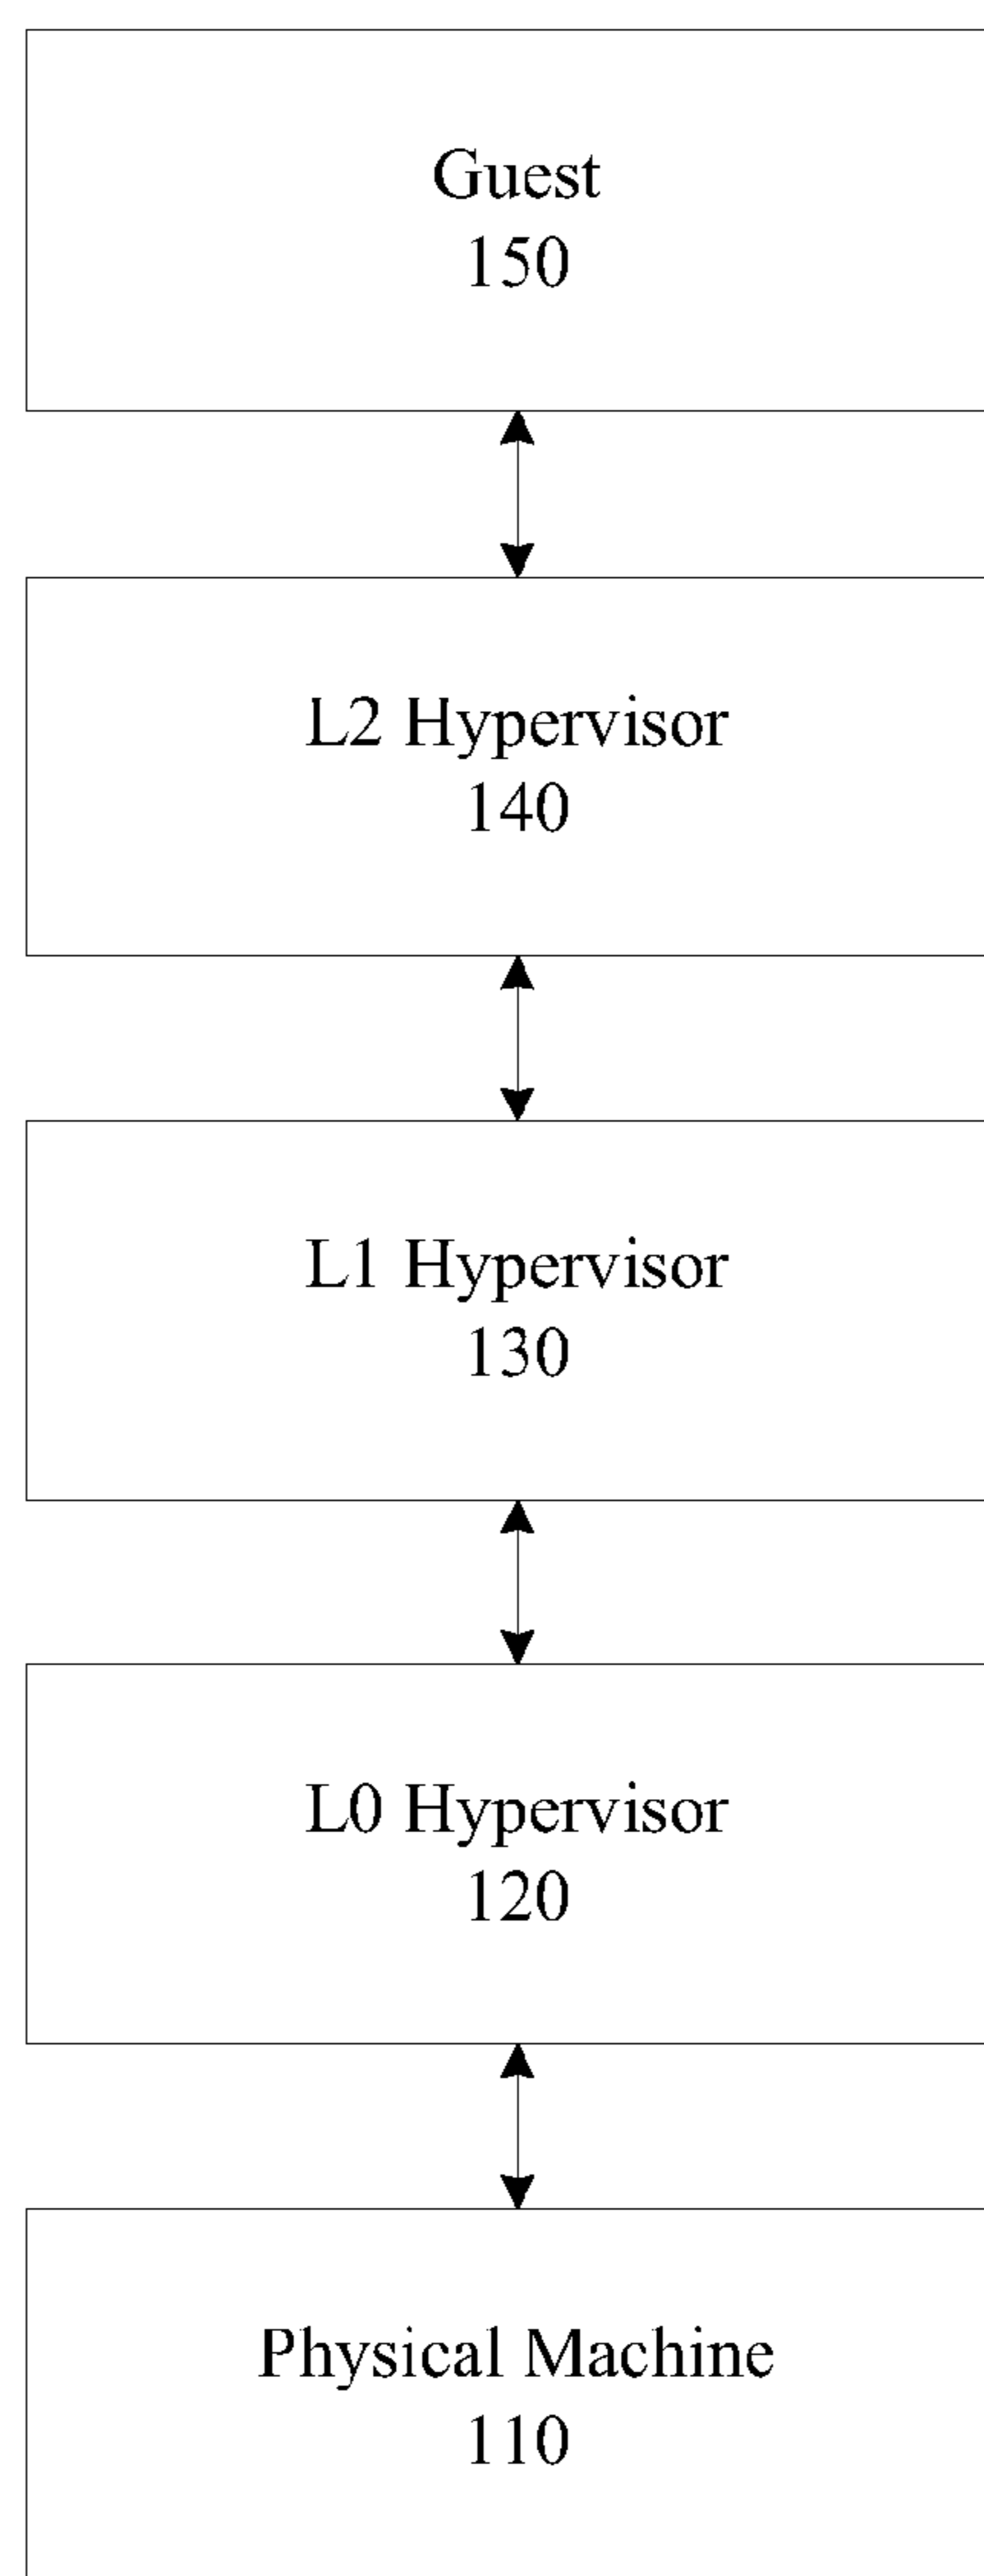 Guest
150
L2 Hypervisor
140
L1 Hypervisor
130
L0 Hypervisor
120
Physical Machine
110